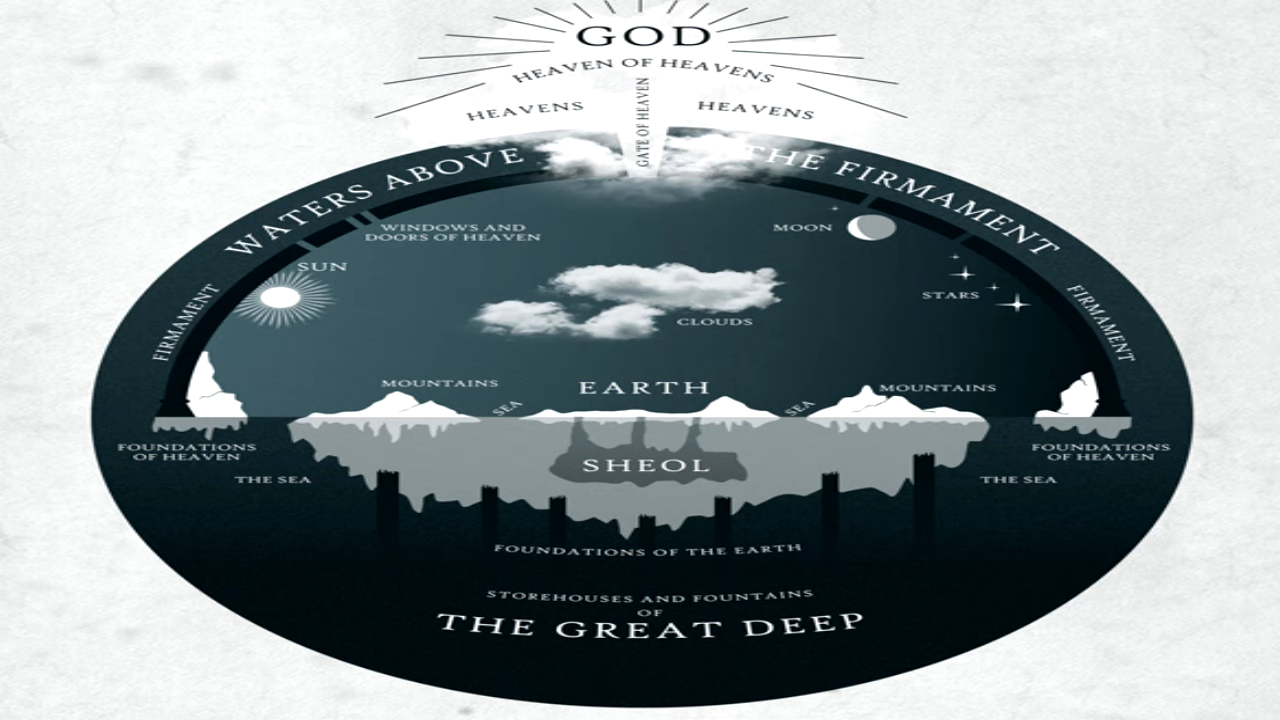 GOD
HEAVEN OF HEAVENS
HEAVENS
GATE OF HEAVEN
HEAVENS
WATERS ABOVE
THE FIRMAMENT
WINDOWS AND
DOORS OF HEAVEN
MOON
SUN
STARS
FIRMAMENT
FIRMAMENT
CLOUDS
MOUNTAINS
SEA
EARTH
SEA
MOUNTAINS
FOUNDATIONS
OF HEAVEN
FOUNDATIONS
OF HEAVEN
SHEOL
THE SEA
THE SEA
FOUNDATIONS OF THE EARTH
STOREHOUSES AND FOUNTAINS
OF
THE GREAT DEEP